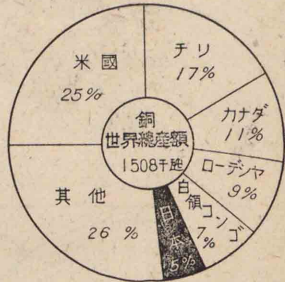 銅
世界總産額
1508千瓲
チリ
17%
カナダ
11%
ローデシヤ
9%
白領コンゴ
7%
日本
5%
其他
26%
米國
25%